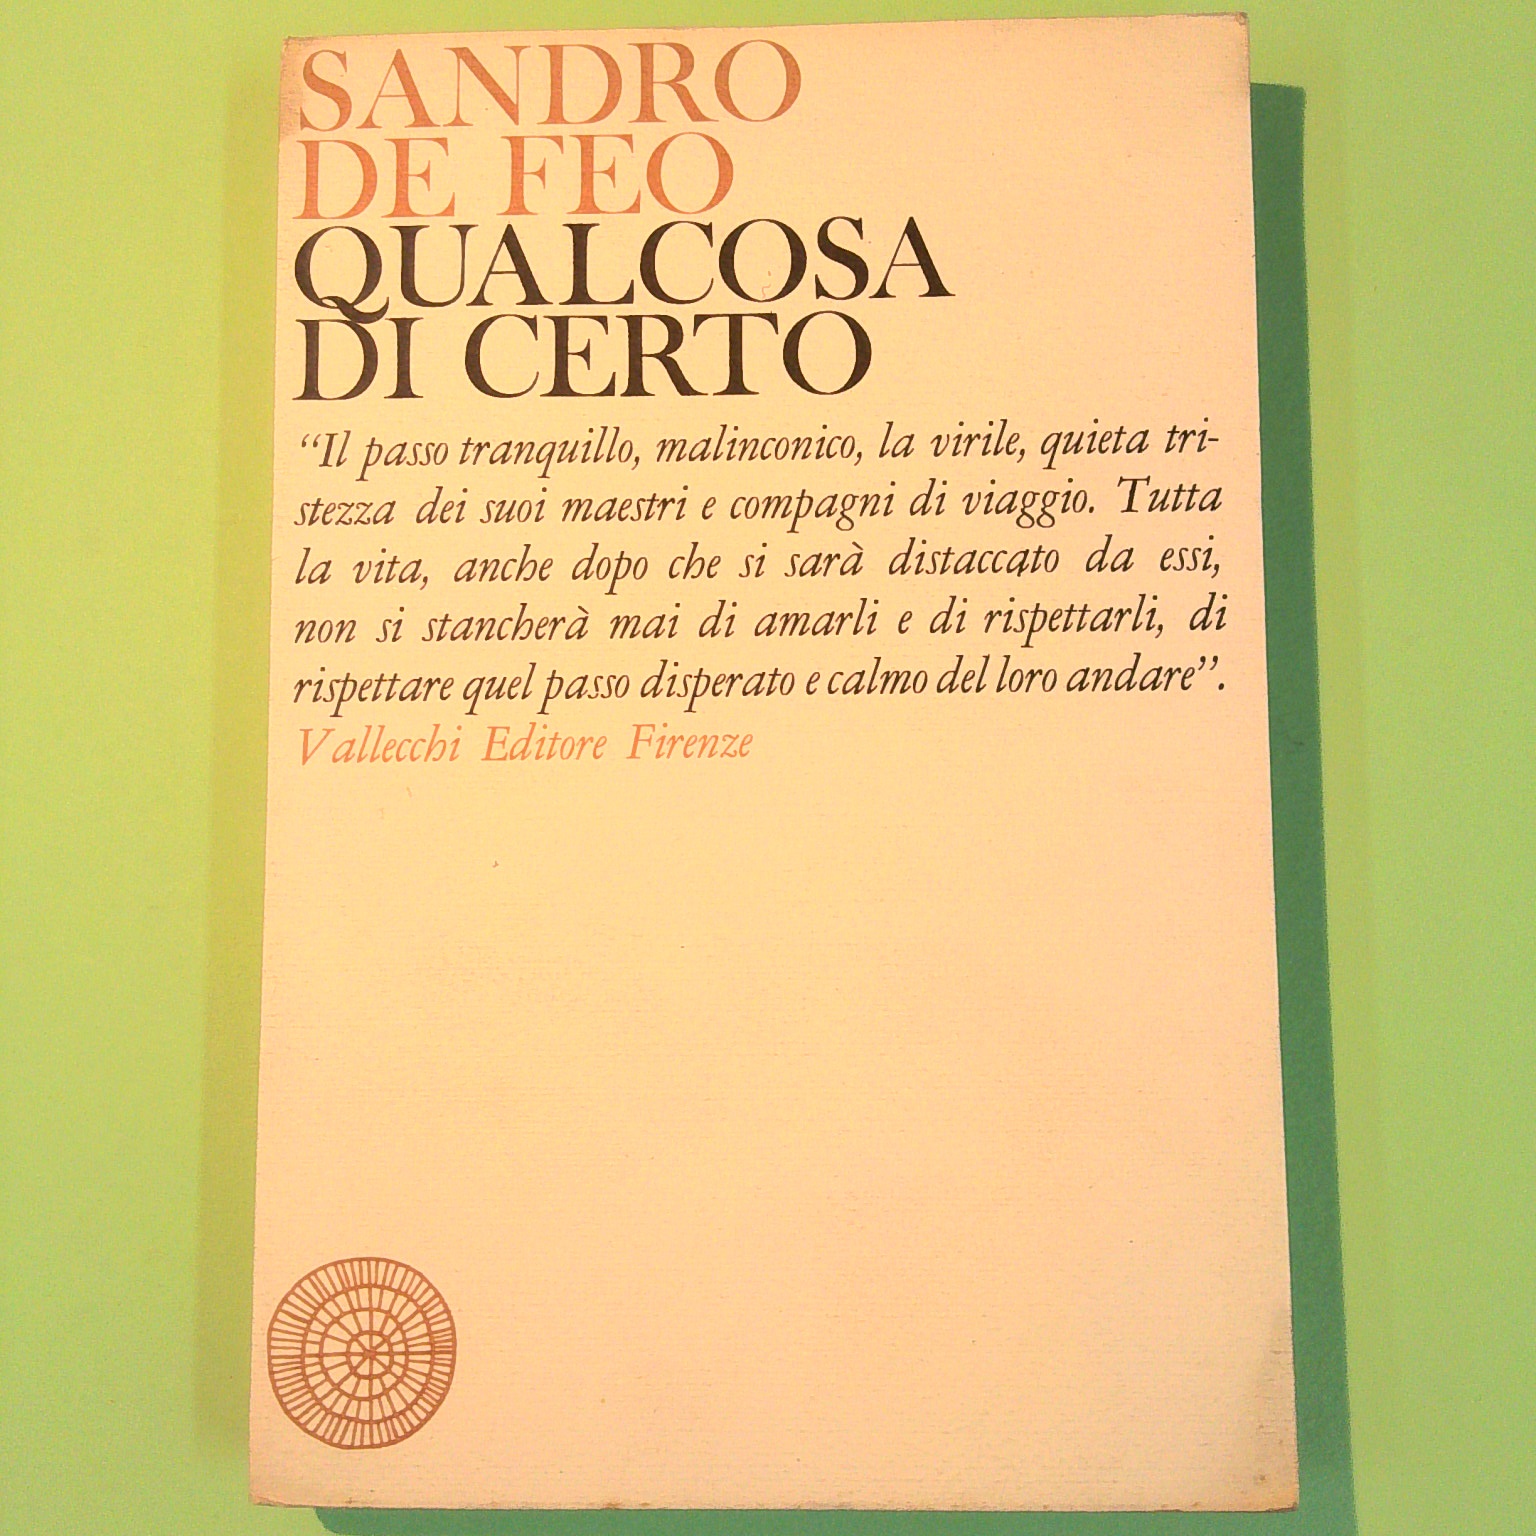 SANDRO
DE FEO
QUALCOSA
DI CERTO
“Il passo tranquillo, malinconico, la virile, quieta tri-
stezza dei suoi maestri e compagni di viaggio. Tutta
la vita, anche dopo che si sarà distaccato da essi,
non si stancherà mai di amarli e di rispettarli, di
rispettare quel passo disperato e calmo del loro andare”.
Vallecchi Editore Firenze